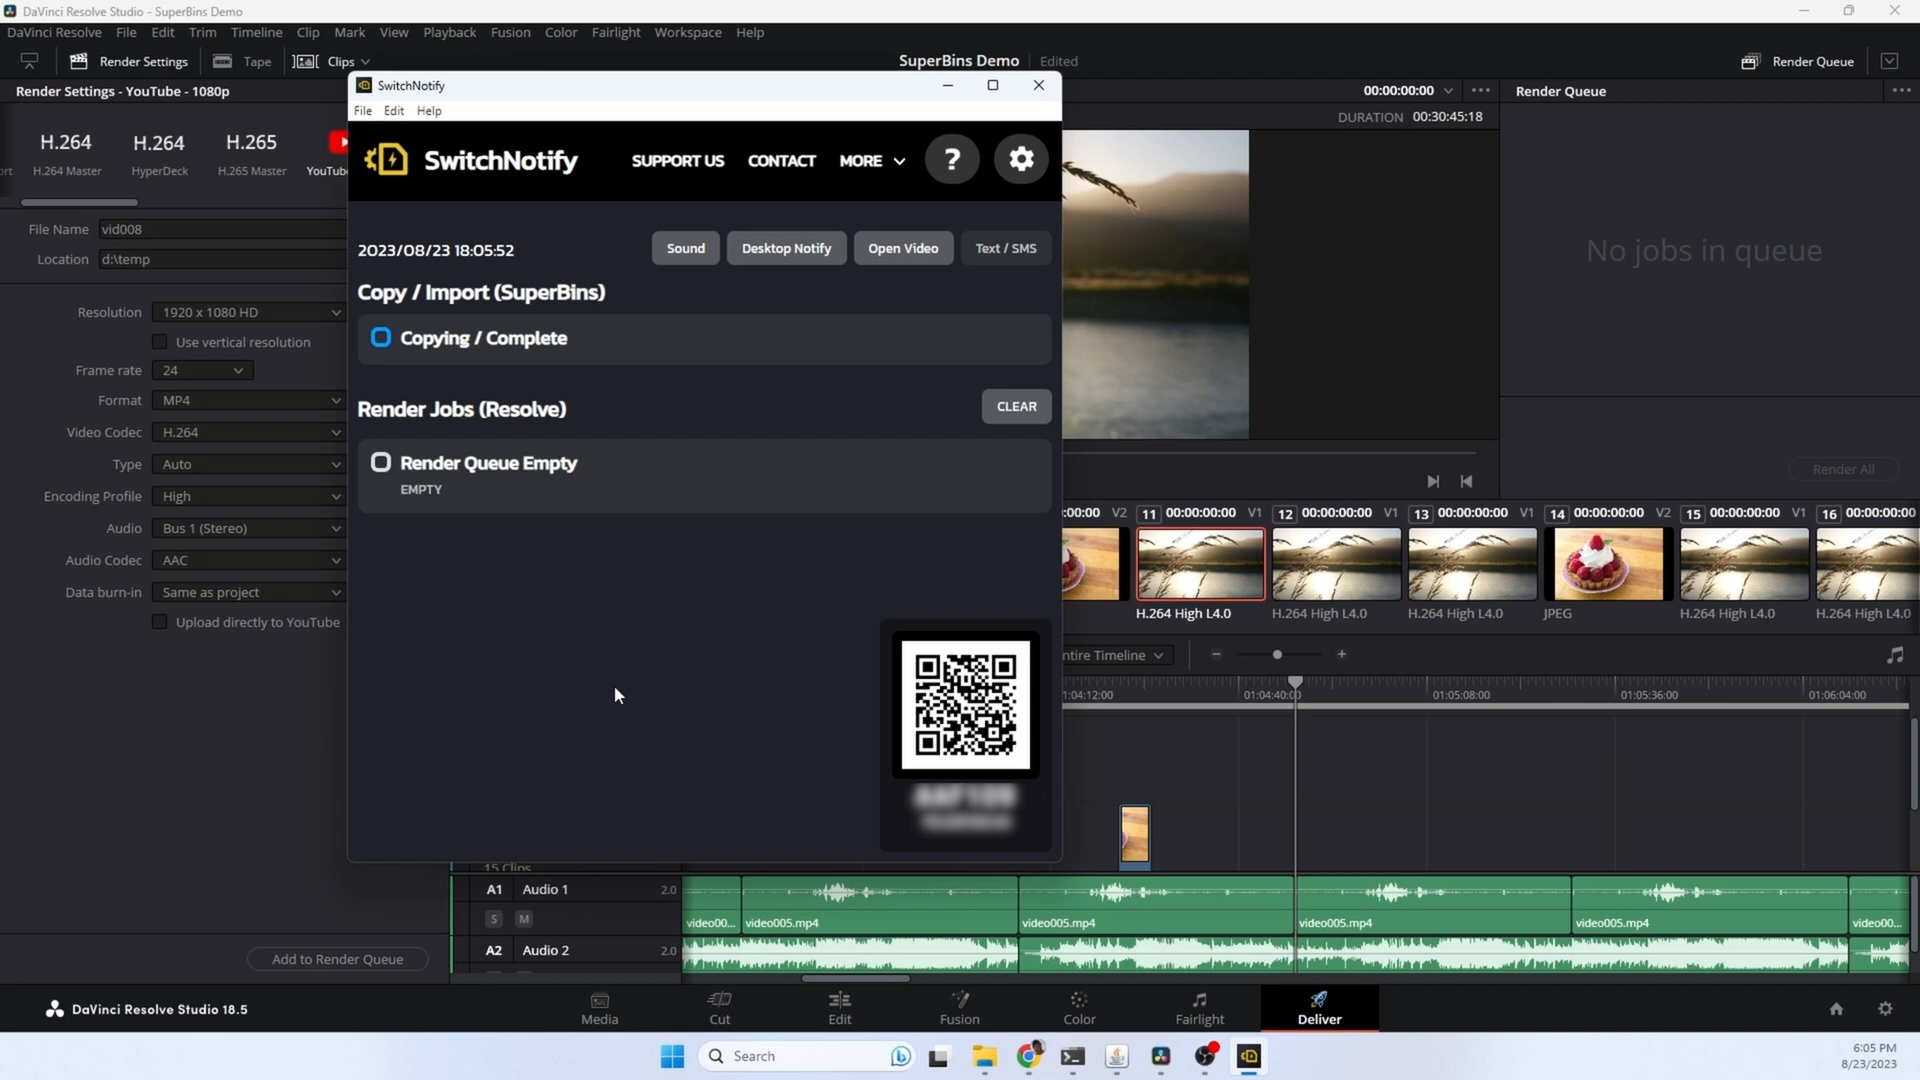 DaVinci Resolve Studio - SuperBins Demo
DaVinci Resolve File Edit Trim Timeline Clip Mark View Playback Fusion Color Fairlight Workspace Help
Render Settings Tape Clips SuperBins Demo Edited Render Queue
Render Settings - YouTube - 1080p
H.264 H.264 H.265
ort H.264 Master HyperDeck H.265 Master YouTube
File Name vid008
Location d:\temp
Resolution 1920 x 1080 HD
Use vertical resolution
Frame rate 24
Format MP4
Video Codec H.264
Type Auto
Encoding Profile High
Audio Bus 1 (Stereo)
Audio Codec AAC
Data burn-in Same as project
Upload directly to YouTube
Add to Render Queue
SwitchNotify
File Edit Help
SwitchNotify SUPPORT US CONTACT MORE ?
2023/08/23 18:05:52 Sound Desktop Notify Open Video Text / SMS
Copy / Import (SuperBins)
Copying / Complete
Render Jobs (Resolve) CLEAR
Render Queue Empty
EMPTY
00:00:00:00
DURATION 00:30:45:18
Render Queue
No jobs in queue
Render All
:00:00 V2 11 00:00:00:00 V1 12 00:00:00:00 V1 13 00:00:00:00 V1 14 00:00:00:00 V2 15 00:00:00:00 V1 16 00:00:00:00
H.264 High L4.0 H.264 High L4.0 H.264 High L4.0 JPEG H.264 High L4.0 H.264 High L4.0
ntire Timeline
1:04:12:00 01:04:40:00 01:05:08:00 01:05:36:00 01:06:04:00
15 Clips
A1 Audio 1 2.0
S M video00... video005.mp4 video005.mp4 video005.mp4 video005.mp4 video00...
A2 Audio 2 2.0
DaVinci Resolve Studio 18.5 Media Cut Edit Fusion Color Fairlight Deliver
Search
6:05 PM
8/23/2023